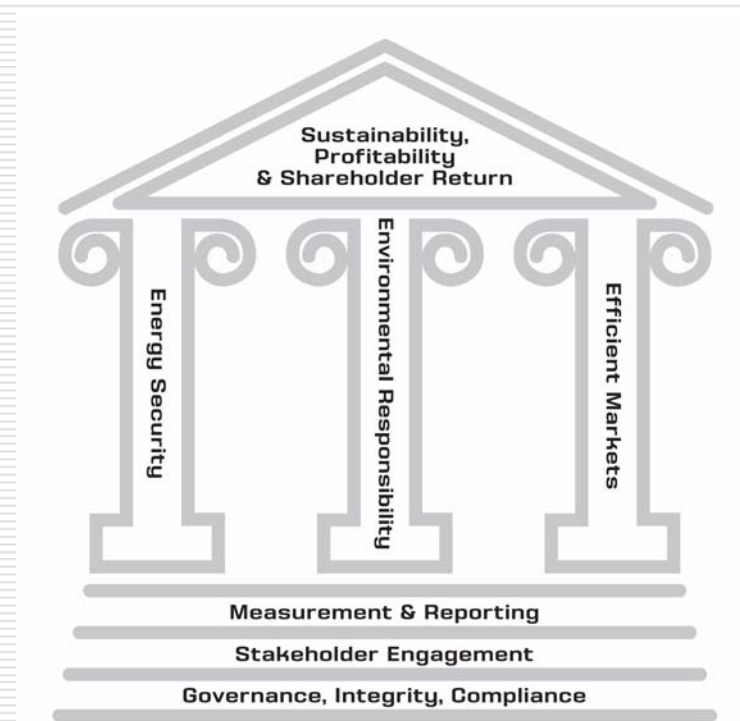 Sustainability,
Profitability
& Shareholder Return
Energy Security
Environmental Responsibility
Efficient Markets
Measurement & Reporting
Stakeholder Engagement
Governance, Integrity, Compliance